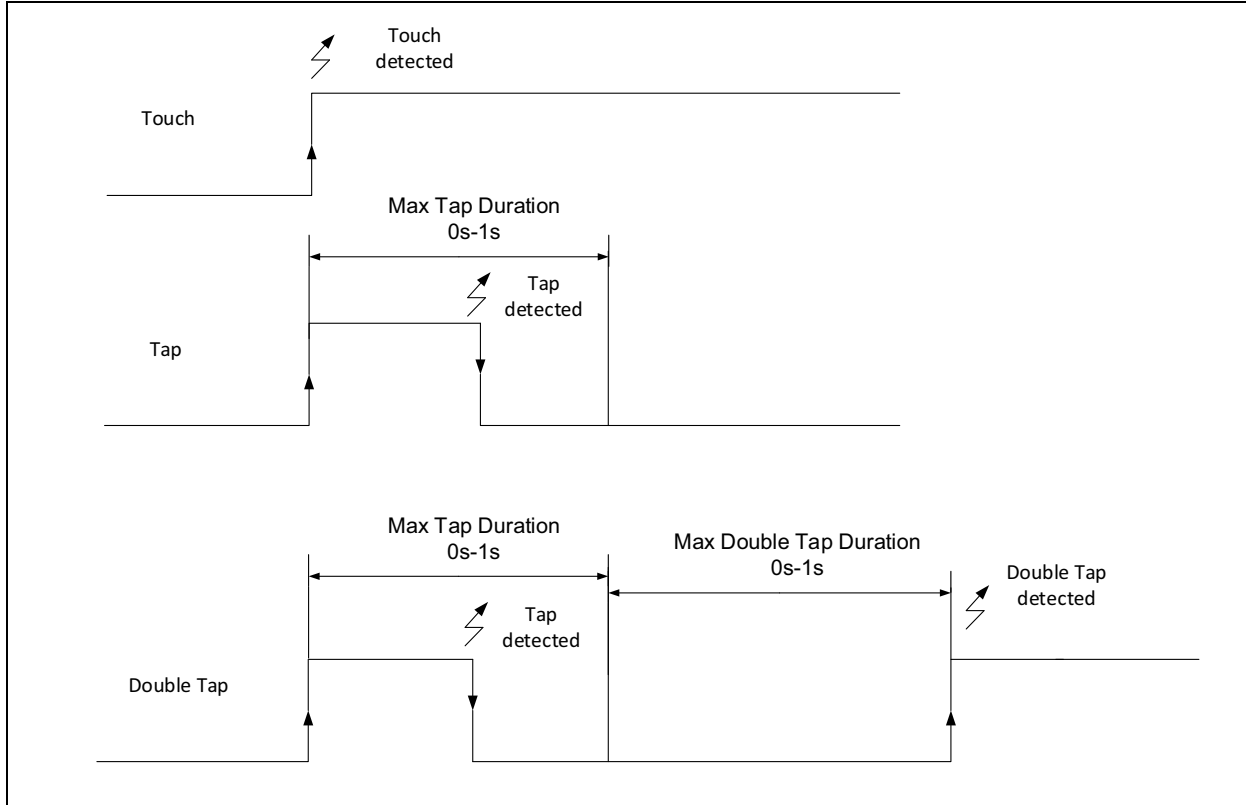 Touch
detected
Touch
Max Tap Duration
0s-1s
Tap
detected
Tap
Max Tap Duration
0s-1s
Max Double Tap Duration
0s-1s
Tap
detected
Double Tap
detected
Double Tap